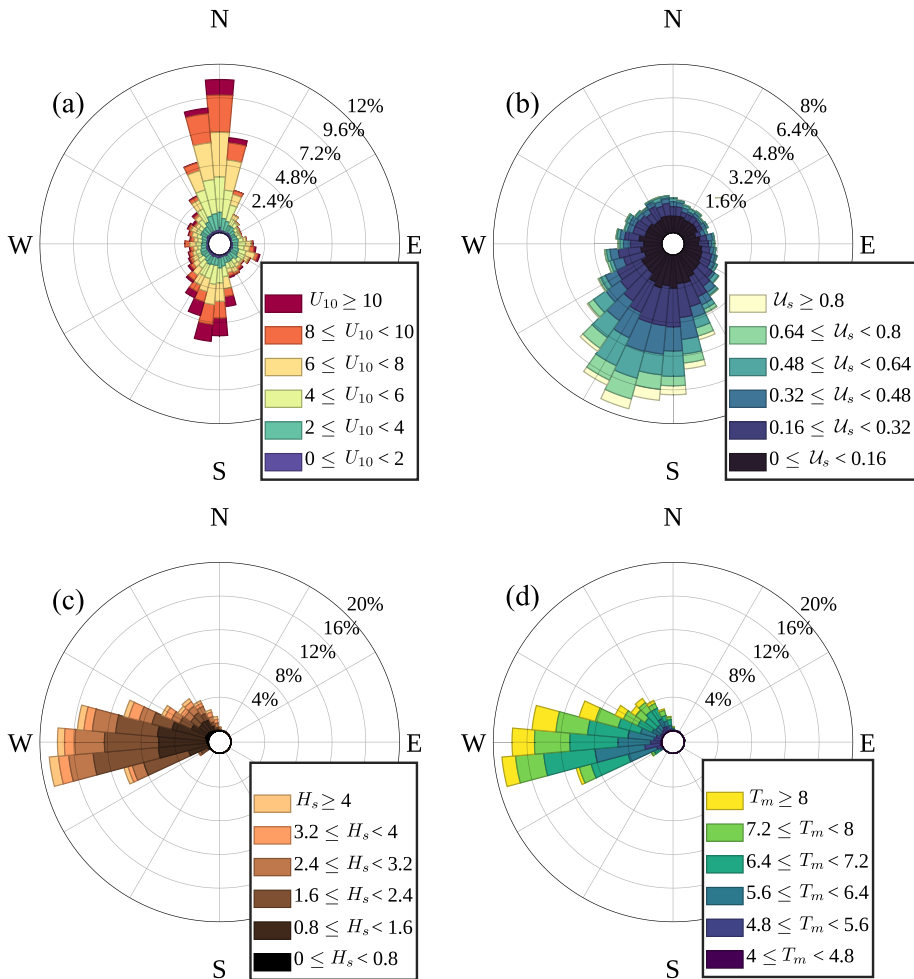 N
N
(a)
(b)
12%
9.6%
7.2%
4.8%
2.4%
8%
6.4%
4.8%
3.2%
1.6%
W
E
W
E
U₁₀ ≥ 10
8 ≤ U₁₀ < 10
6 ≤ U₁₀ < 8
4 ≤ U₁₀ < 6
2 ≤ U₁₀ < 4
0 ≤ U₁₀ < 2
𝒰ₛ ≥ 0.8
0.64 ≤ 𝒰ₛ < 0.8
0.48 ≤ 𝒰ₛ < 0.64
0.32 ≤ 𝒰ₛ < 0.48
0.16 ≤ 𝒰ₛ < 0.32
0 ≤ 𝒰ₛ < 0.16
S
S
N
N
(c)
(d)
20%
16%
12%
8%
4%
20%
16%
12%
8%
4%
W
E
W
E
Hₛ ≥ 4
3.2 ≤ Hₛ < 4
2.4 ≤ Hₛ < 3.2
1.6 ≤ Hₛ < 2.4
0.8 ≤ Hₛ < 1.6
0 ≤ Hₛ < 0.8
Tₘ ≥ 8
7.2 ≤ Tₘ < 8
6.4 ≤ Tₘ < 7.2
5.6 ≤ Tₘ < 6.4
4.8 ≤ Tₘ < 5.6
4 ≤ Tₘ < 4.8
S
S